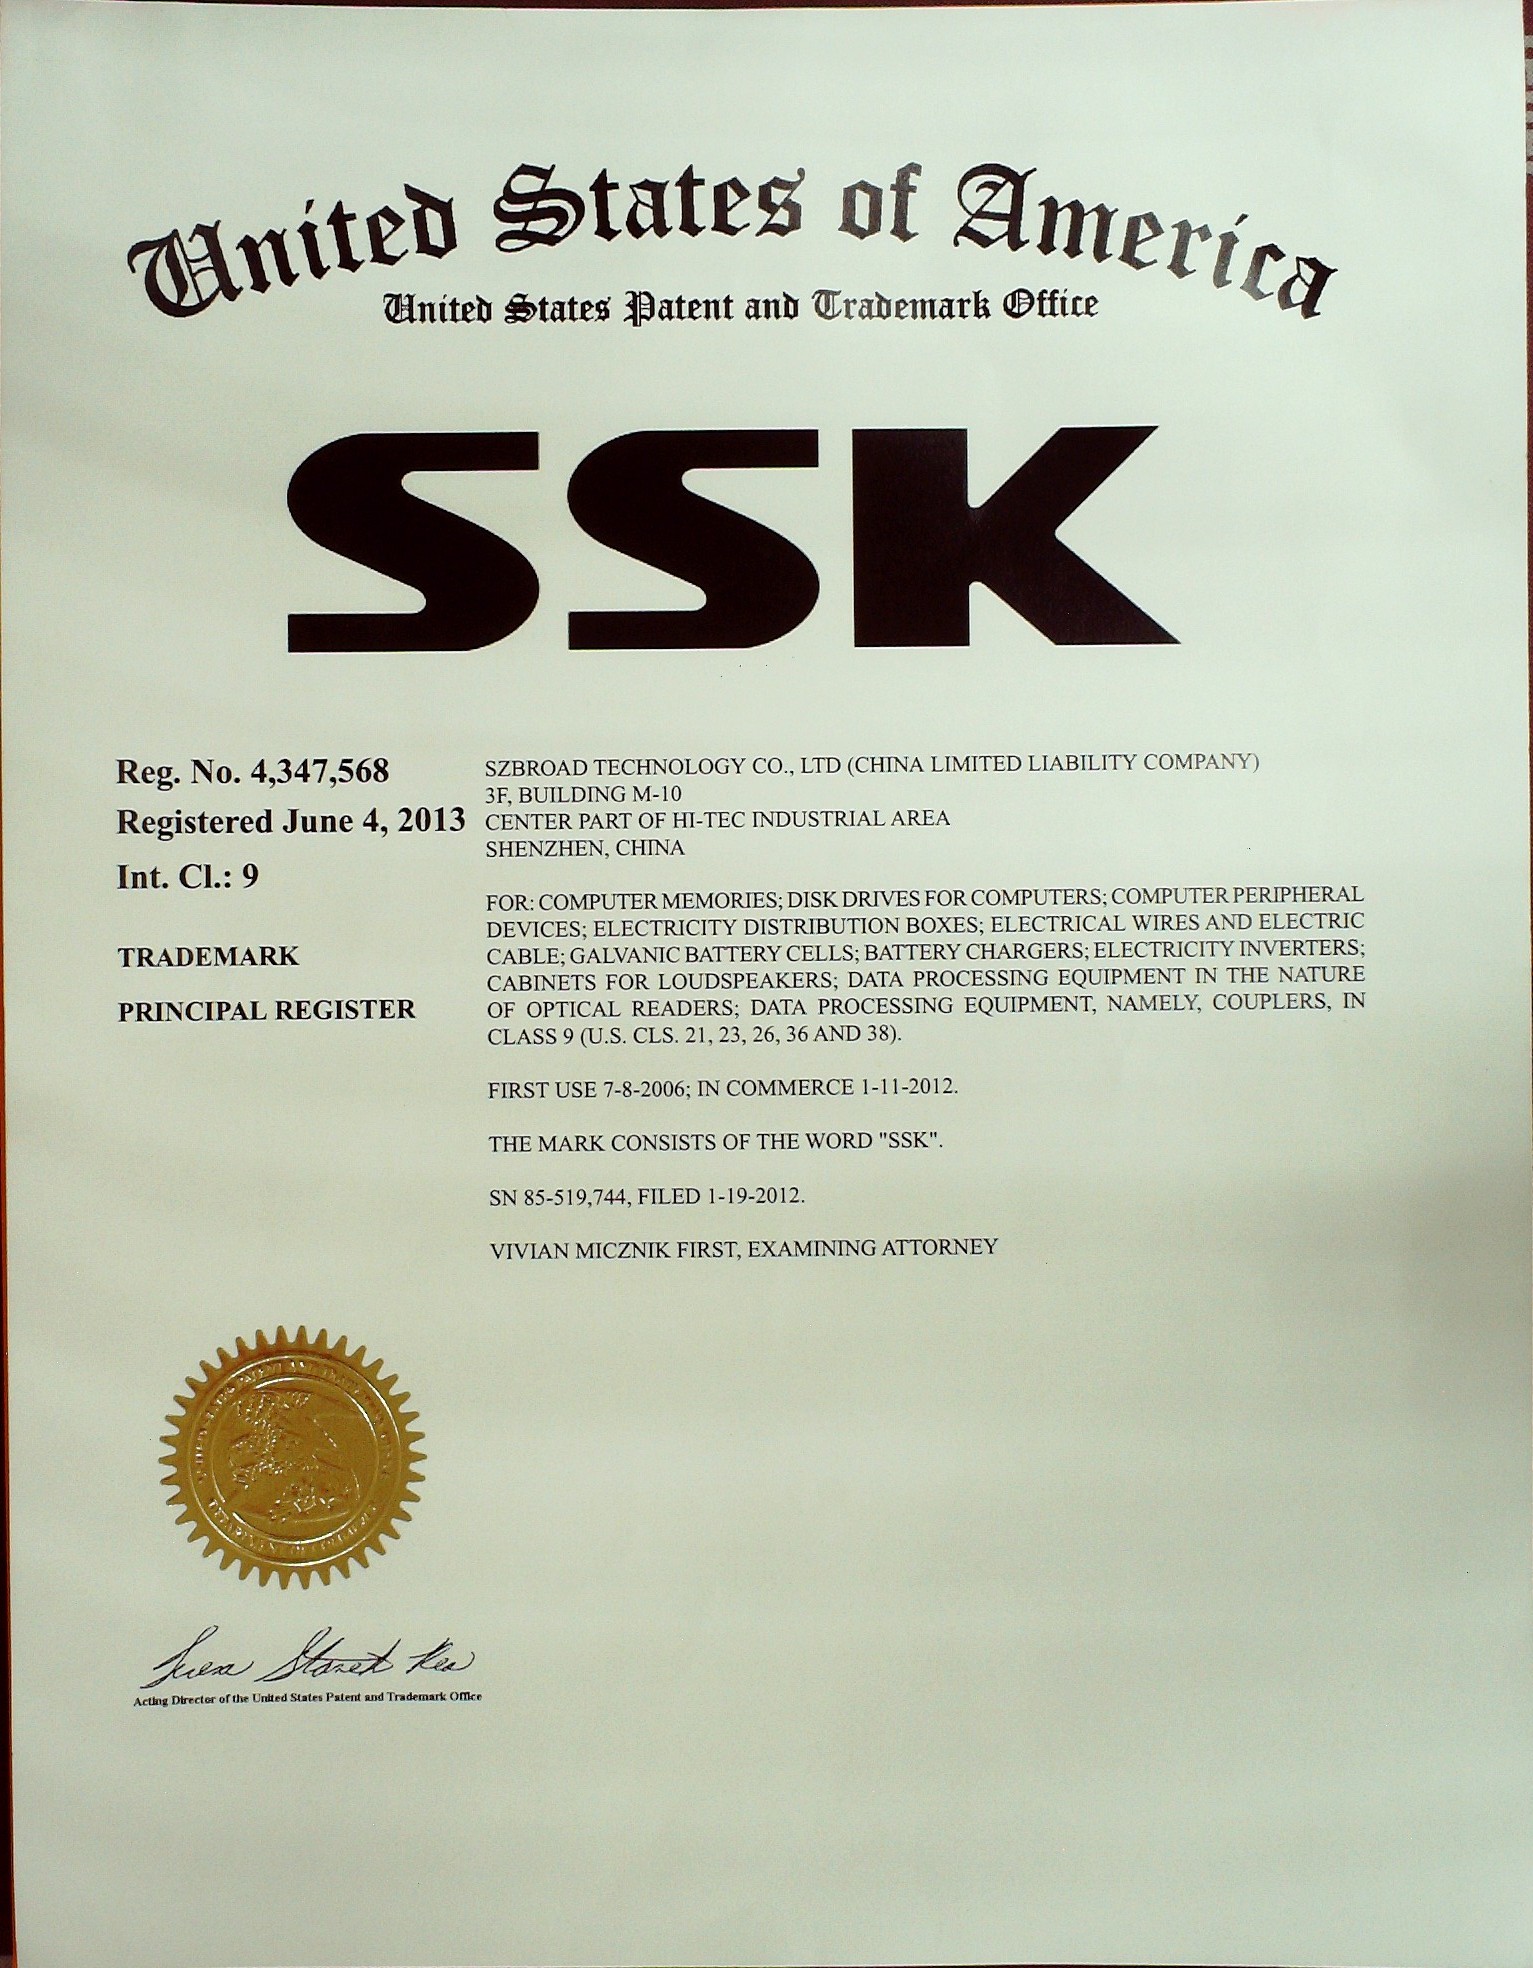 United States of America
United States Patent and Trademark Office
SSK
Reg. No. 4,347,568
Registered June 4, 2013
Int. Cl.: 9
TRADEMARK
PRINCIPAL REGISTER
SZBROAD TECHNOLOGY CO., LTD (CHINA LIMITED LIABILITY COMPANY)
3F, BUILDING M-10
CENTER PART OF HI-TEC INDUSTRIAL AREA
SHENZHEN, CHINA
FOR: COMPUTER MEMORIES; DISK DRIVES FOR COMPUTERS; COMPUTER PERIPHERAL
DEVICES; ELECTRICITY DISTRIBUTION BOXES; ELECTRICAL WIRES AND ELECTRIC
CABLE; GALVANIC BATTERY CELLS; BATTERY CHARGERS; ELECTRICITY INVERTERS;
CABINETS FOR LOUDSPEAKERS; DATA PROCESSING EQUIPMENT IN THE NATURE
OF OPTICAL READERS; DATA PROCESSING EQUIPMENT, NAMELY, COUPLERS, IN
CLASS 9 (U.S. CLS. 21, 23, 26, 36 AND 38).
FIRST USE 7-8-2006; IN COMMERCE 1-11-2012.
THE MARK CONSISTS OF THE WORD "SSK".
SN 85-519,744, FILED 1-19-2012.
VIVIAN MICZNIK FIRST, EXAMINING ATTORNEY
Acting Director of the United States Patent and Trademark Office